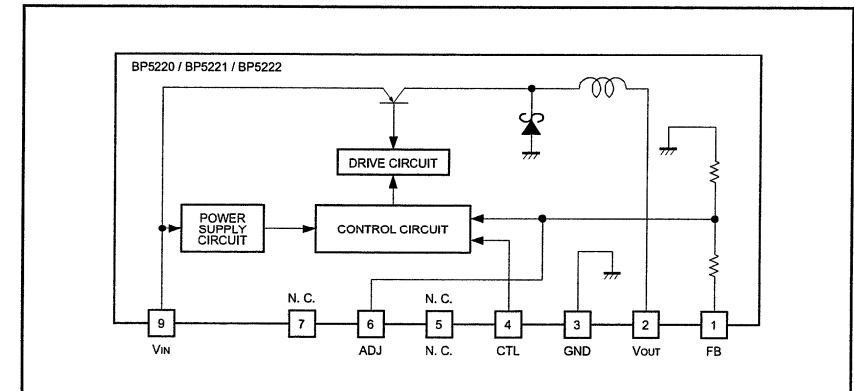 BP5220 / BP5221 / BP5222
DRIVE CIRCUIT
POWER
SUPPLY
CIRCUIT
CONTROL CIRCUIT
N. C.
N. C.
9
7
6
5
4
3
2
1
VIN
ADJ
N. C.
CTL
GND
VOUT
FB